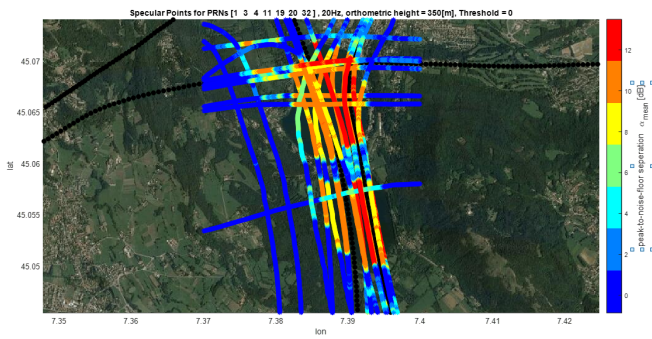 Specular Points for PRNs [1 3 4 11 19 20 32 ] , 20Hz, orthometric height = 350[m], Threshold = 0
45.07
45.065
45.06
45.055
45.05
lat
7.35 7.36 7.37 7.38 7.39 7.4 7.41 7.42
lon
12
10
8
6
4
2
0
peak-to-noise-floor seperation α mean [dB]